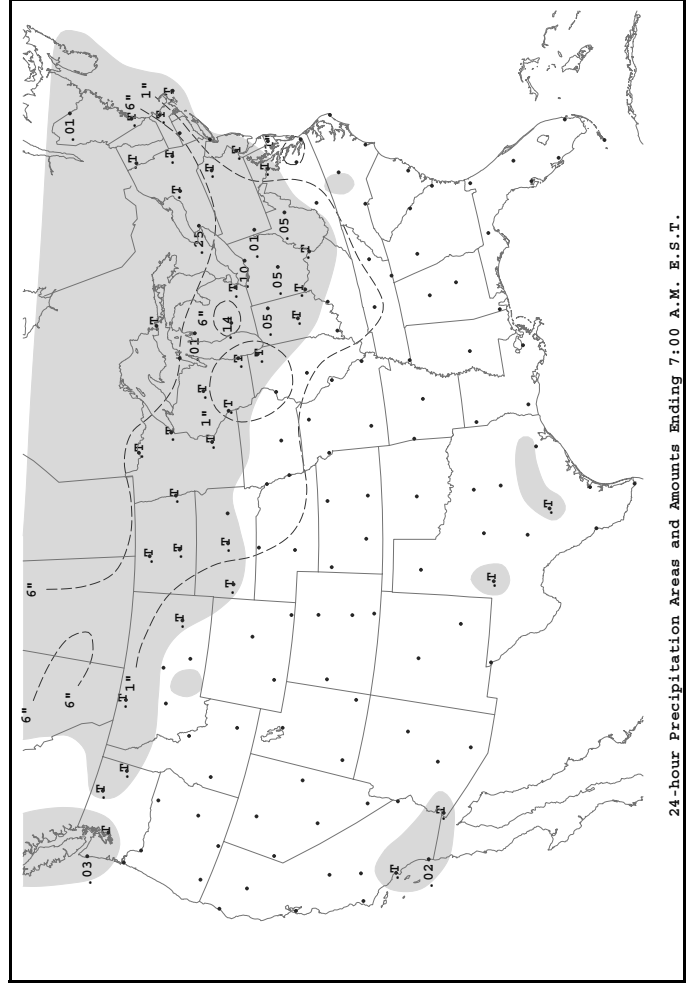 6" 6"
6" .01
.03
T T
T T 1" T T T 6"
T T 1"
T T
T T T T T T
.01
T 1" T 6" .25 T
T T T .14 T T
T .10 .01
T .05 .05 .05 T
T T T
T
.02 T
T
T
24-hour Precipitation Areas and Amounts Ending 7:00 A.M. E.S.T.